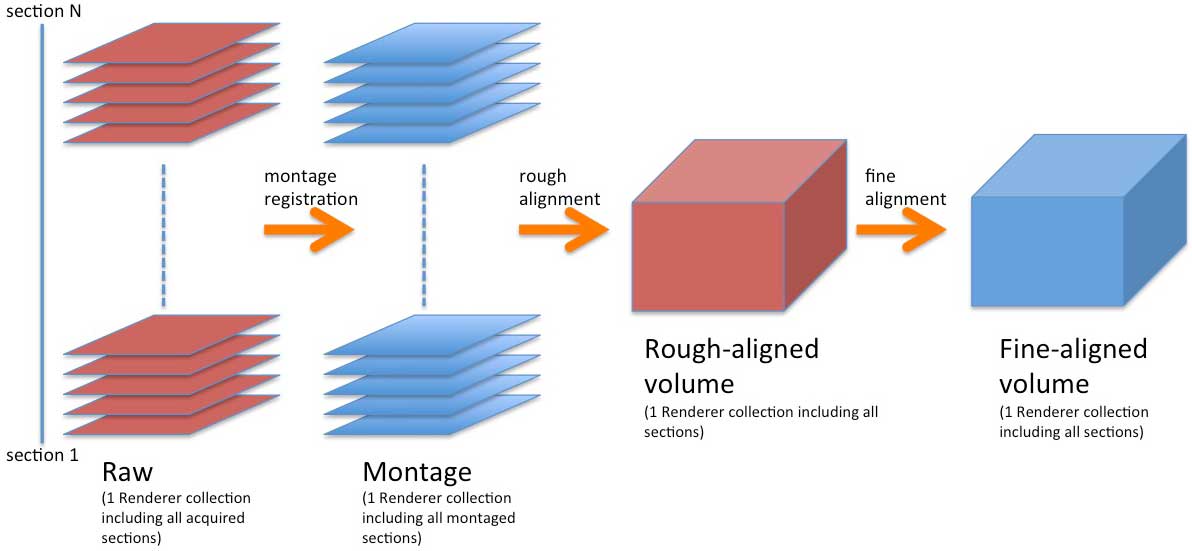 section N
montage
registration
rough
alignment
fine
alignment
section 1
Raw
(1 Renderer collection
including all acquired
sections)
Montage
(1 Renderer collection
including all montaged
sections)
Rough-aligned
volume
(1 Renderer collection including all
sections)
Fine-aligned
volume
(1 Renderer collection
including all sections)